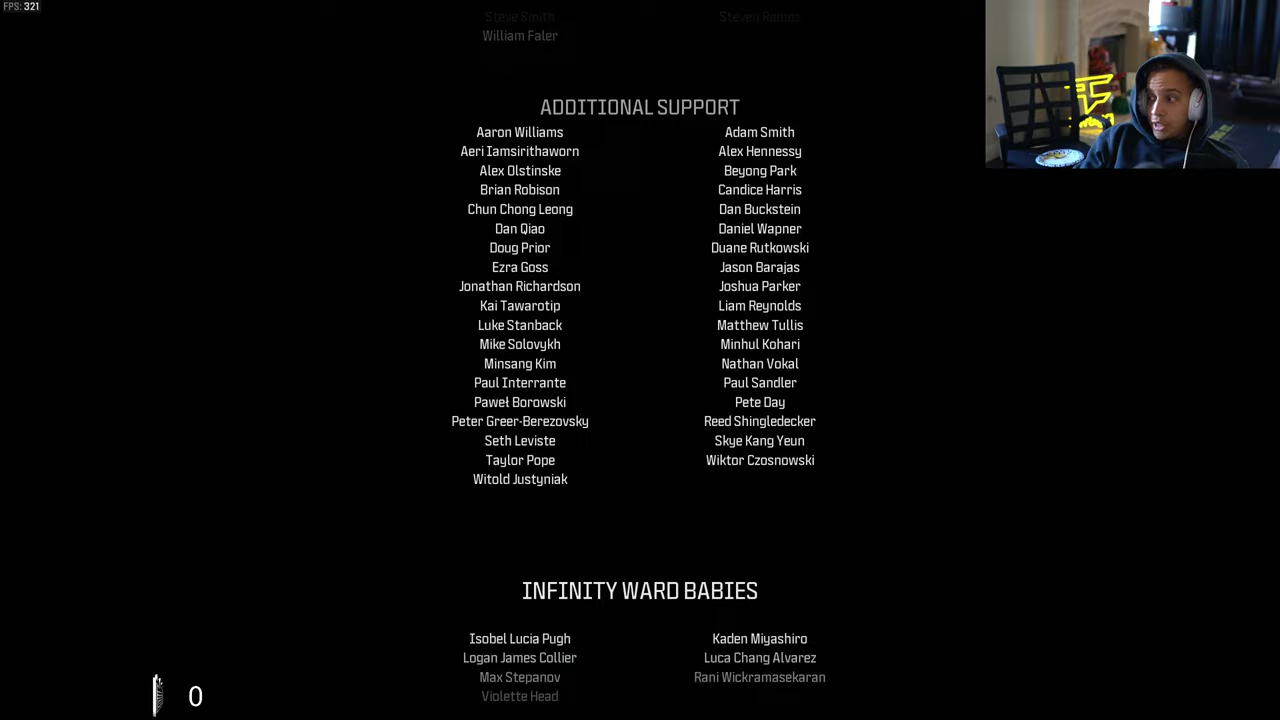 FPS: 321
Steve Smith Steven Ramos
William Faler
ADDITIONAL SUPPORT
Aaron Williams Adam Smith
Aeri Iamsirithaworn Alex Hennessy
Alex Olstinske Beyong Park
Brian Robison Candice Harris
Chun Chong Leong Dan Buckstein
Dan Qiao Daniel Wapner
Doug Prior Duane Rutkowski
Ezra Goss Jason Barajas
Jonathan Richardson Joshua Parker
Kai Tawarotip Liam Reynolds
Luke Stanback Matthew Tullis
Mike Solovykh Minhul Kohari
Minsang Kim Nathan Vokal
Paul Interrante Paul Sandler
Paweł Borowski Pete Day
Peter Greer-Berezovsky Reed Shingledecker
Seth Leviste Skye Kang Yeun
Taylor Pope Wiktor Czosnowski
Witold Justyniak
INFINITY WARD BABIES
Isobel Lucia Pugh Kaden Miyashiro
Logan James Collier Luca Chang Alvarez
Max Stepanov Rani Wickramasekaran
Violette Head
0